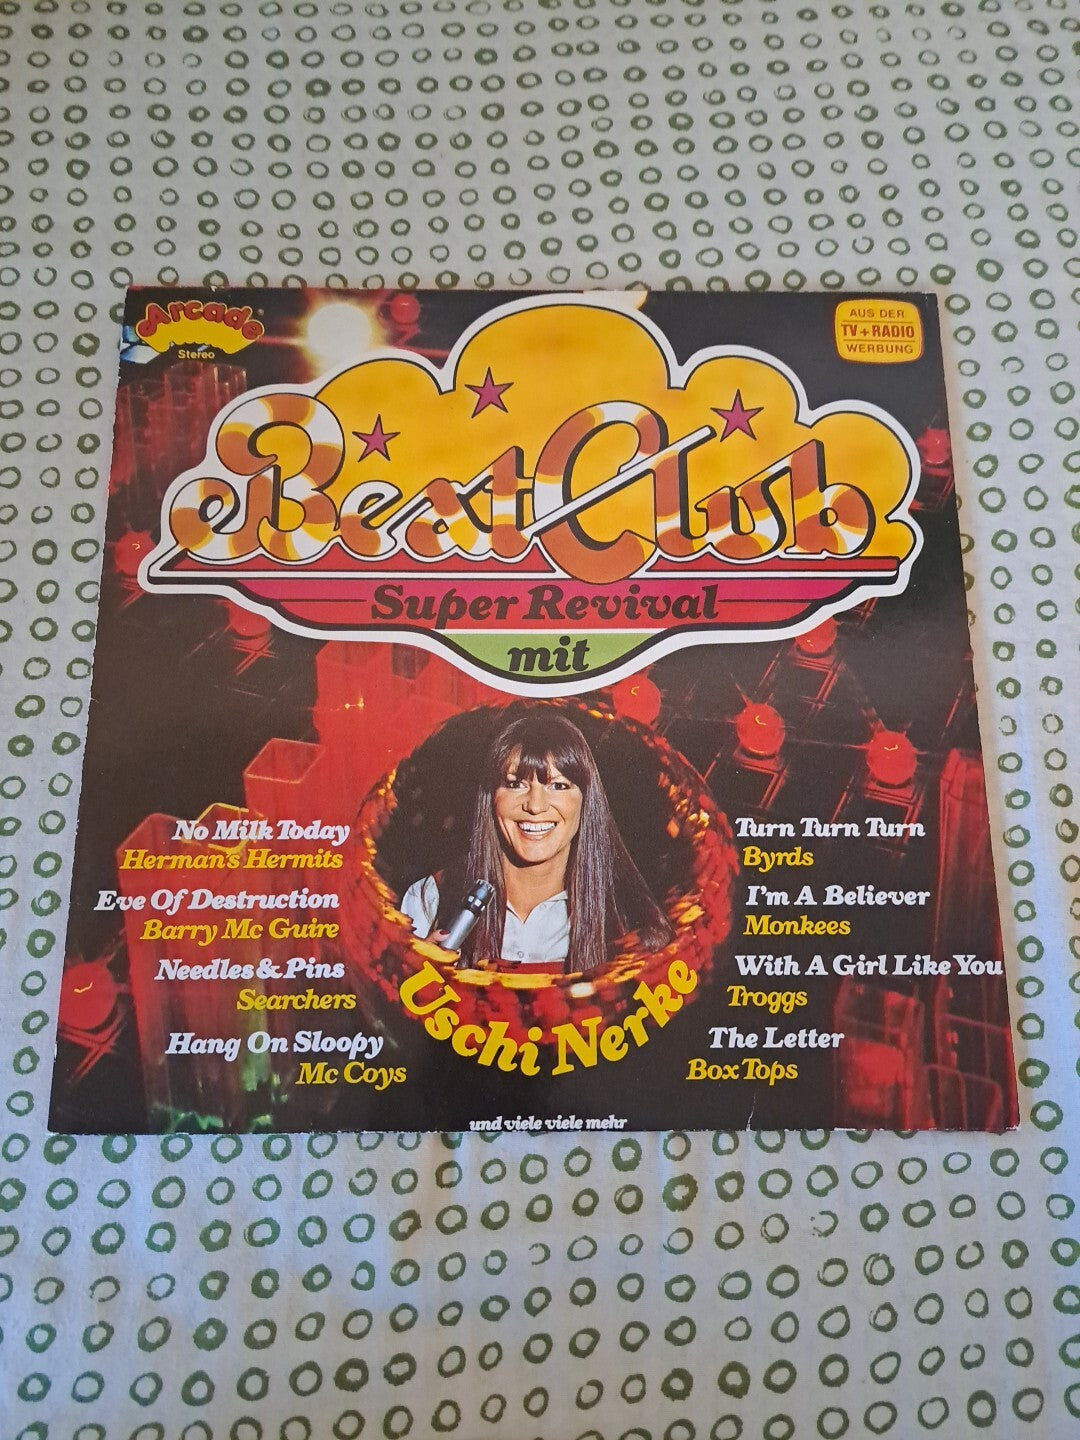 Arcade
Stereo
AUS DER
TV+RADIO
WERBUNG
Beat Club
Super Revival
mit
Uschi Nerke
No Milk Today
Herman's Hermits
Eve Of Destruction
Barry Mc Guire
Needles & Pins
Searchers
Hang On Sloopy
Mc Coys
Turn Turn Turn
Byrds
I'm A Believer
Monkees
With A Girl Like You
Troggs
The Letter
Box Tops
und viele viele mehr